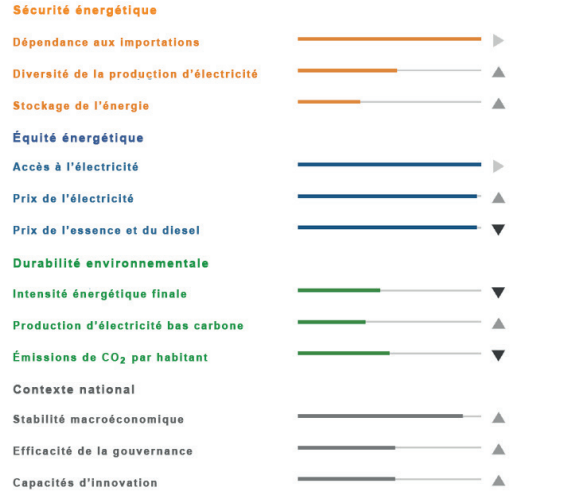 Sécurité énergétique
Dépendance aux importations
Diversité de la production d'électricité
Stockage de l'énergie
Équité énergétique
Accès à l'électricité
Prix de l'électricité
Prix de l'essence et du diesel
Durabilité environnementale
Intensité énergétique finale
Production d'électricité bas carbone
Émissions de CO₂ par habitant
Contexte national
Stabilité macroéconomique
Efficacité de la gouvernance
Capacités d'innovation